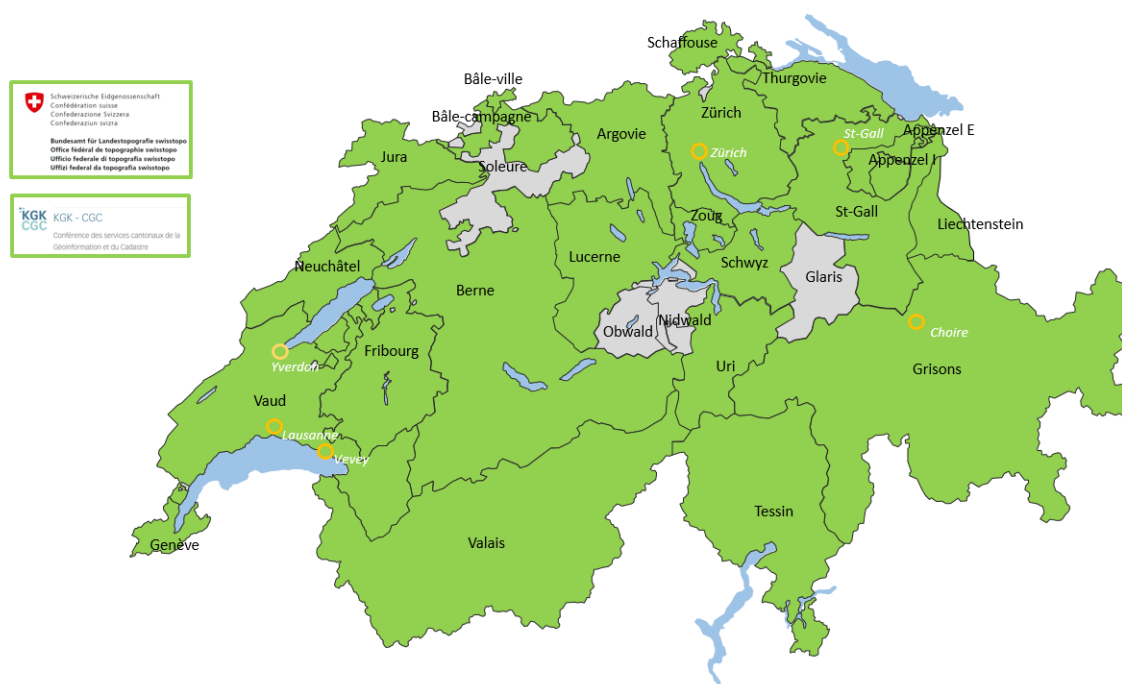 Schweizerische Eidgenossenschaft
Confédération suisse
Confederazione Svizzera
Confederaziun svizra
Bundesamt für Landestopografie swisstopo
Office fédéral de topographie swisstopo
Ufficio federale di topografia swisstopo
Uffizi federal da topografia swisstopo
KGK
CGC
KGK - CGC
Conférence des services cantonaux de la
Géoinformation et du Cadastre
Schaffouse
Bâle-ville
Thurgovie
Bâle-campagne
Argovie
Zürich
St-Gall
Appenzel E
Jura
Soleure
Zürich
Appenzel I
Zoug
St-Gall
Liechtenstein
Neuchâtel
Lucerne
Schwyz
Glaris
Berne
Obwald
Nidwald
Choire
Yverdon
Fribourg
Uri
Grisons
Vaud
Lausanne
Vevey
Tessin
Genève
Valais